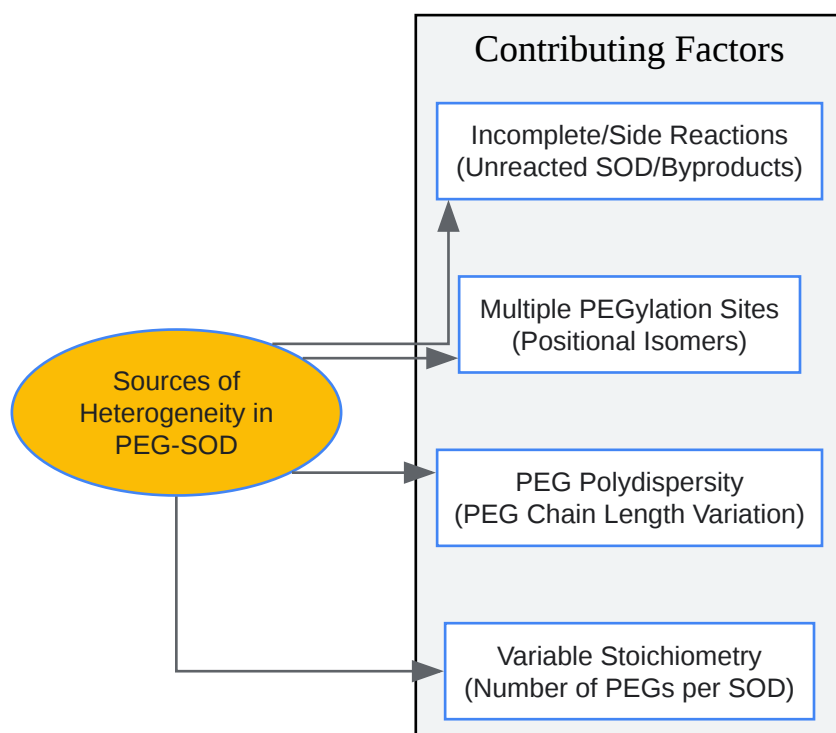 Contributing Factors
Incomplete/Side Reactions
(Unreacted SOD/Byproducts)
Multiple PEGylation Sites
(Positional Isomers)
Sources of
Heterogeneity in
PEG-SOD
PEG Polydispersity
(PEG Chain Length Variation)
Variable Stoichiometry
(Number of PEGs per SOD)